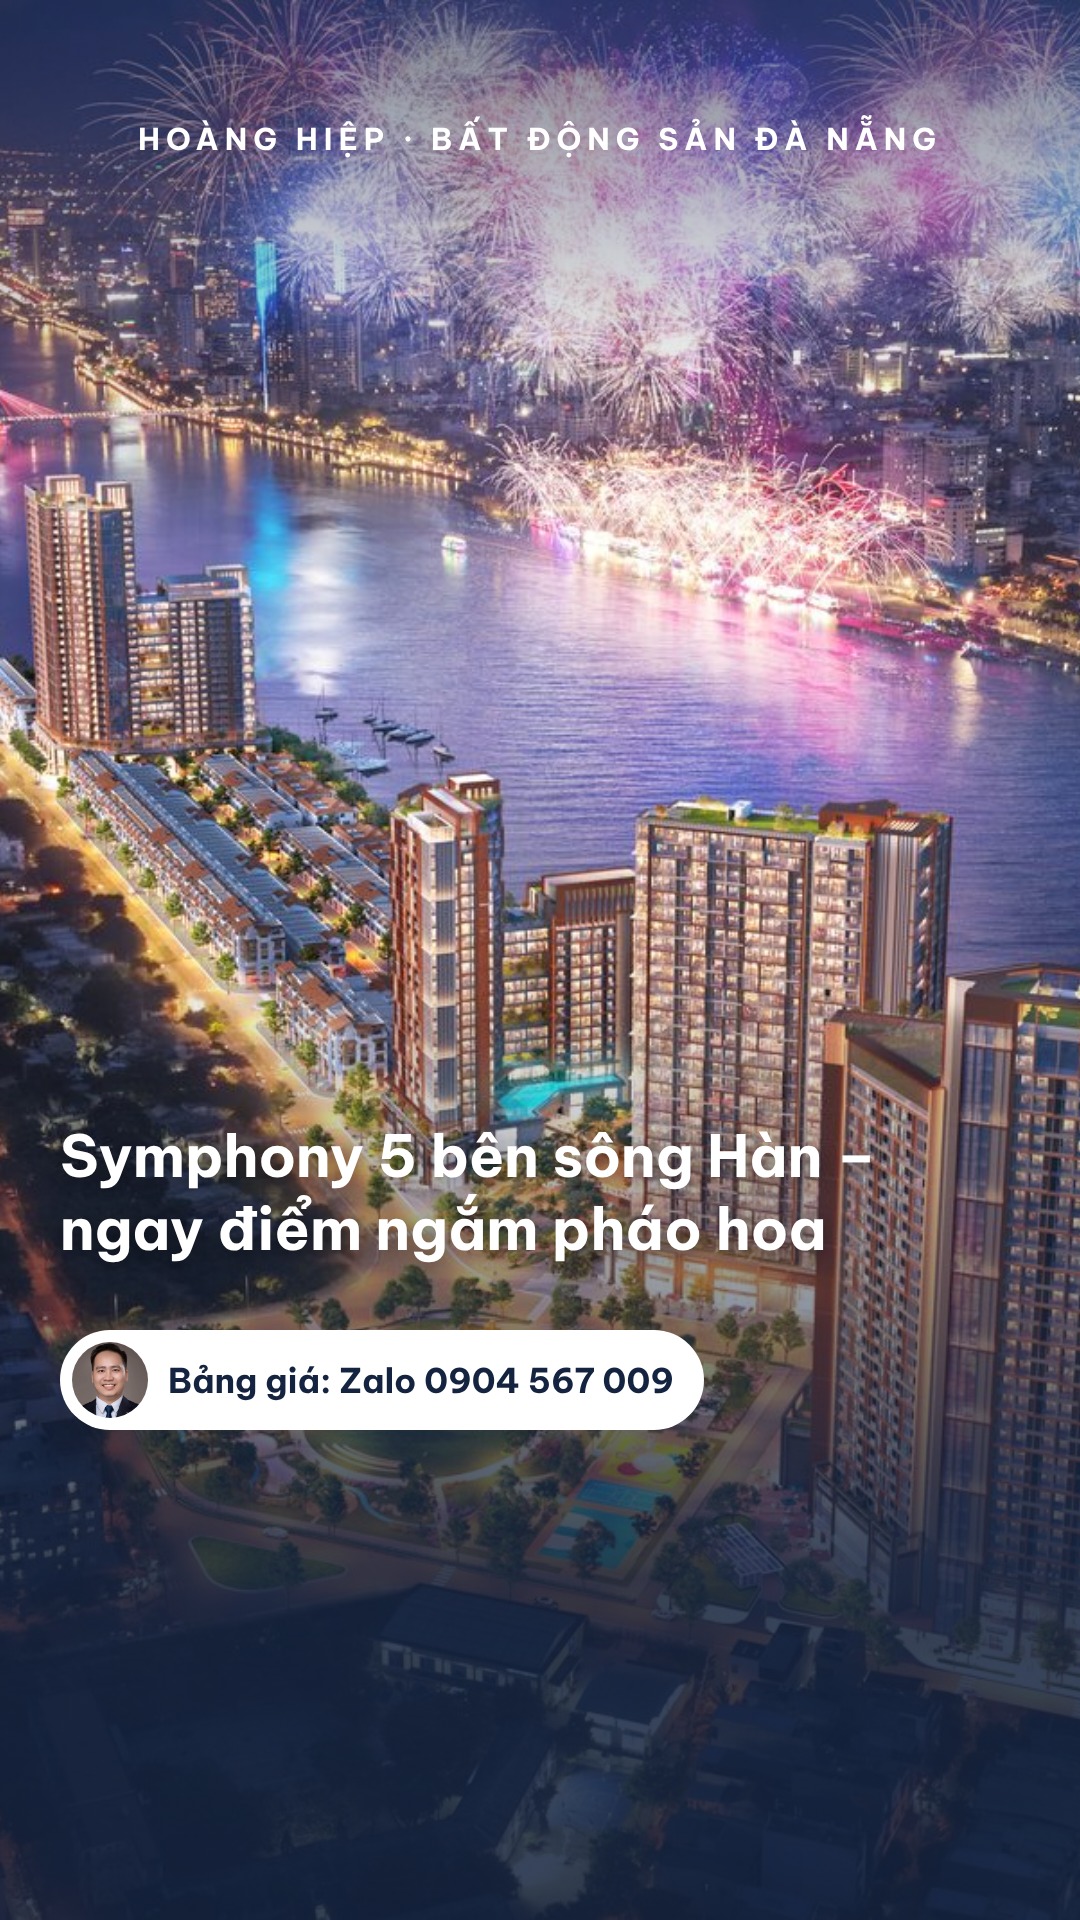 HOÀNG HIỆP · BẤT ĐỘNG SẢN ĐÀ NẴNG
Symphony 5 bên sông Hàn –
ngay điểm ngắm pháo hoa
Bảng giá: Zalo 0904 567 009